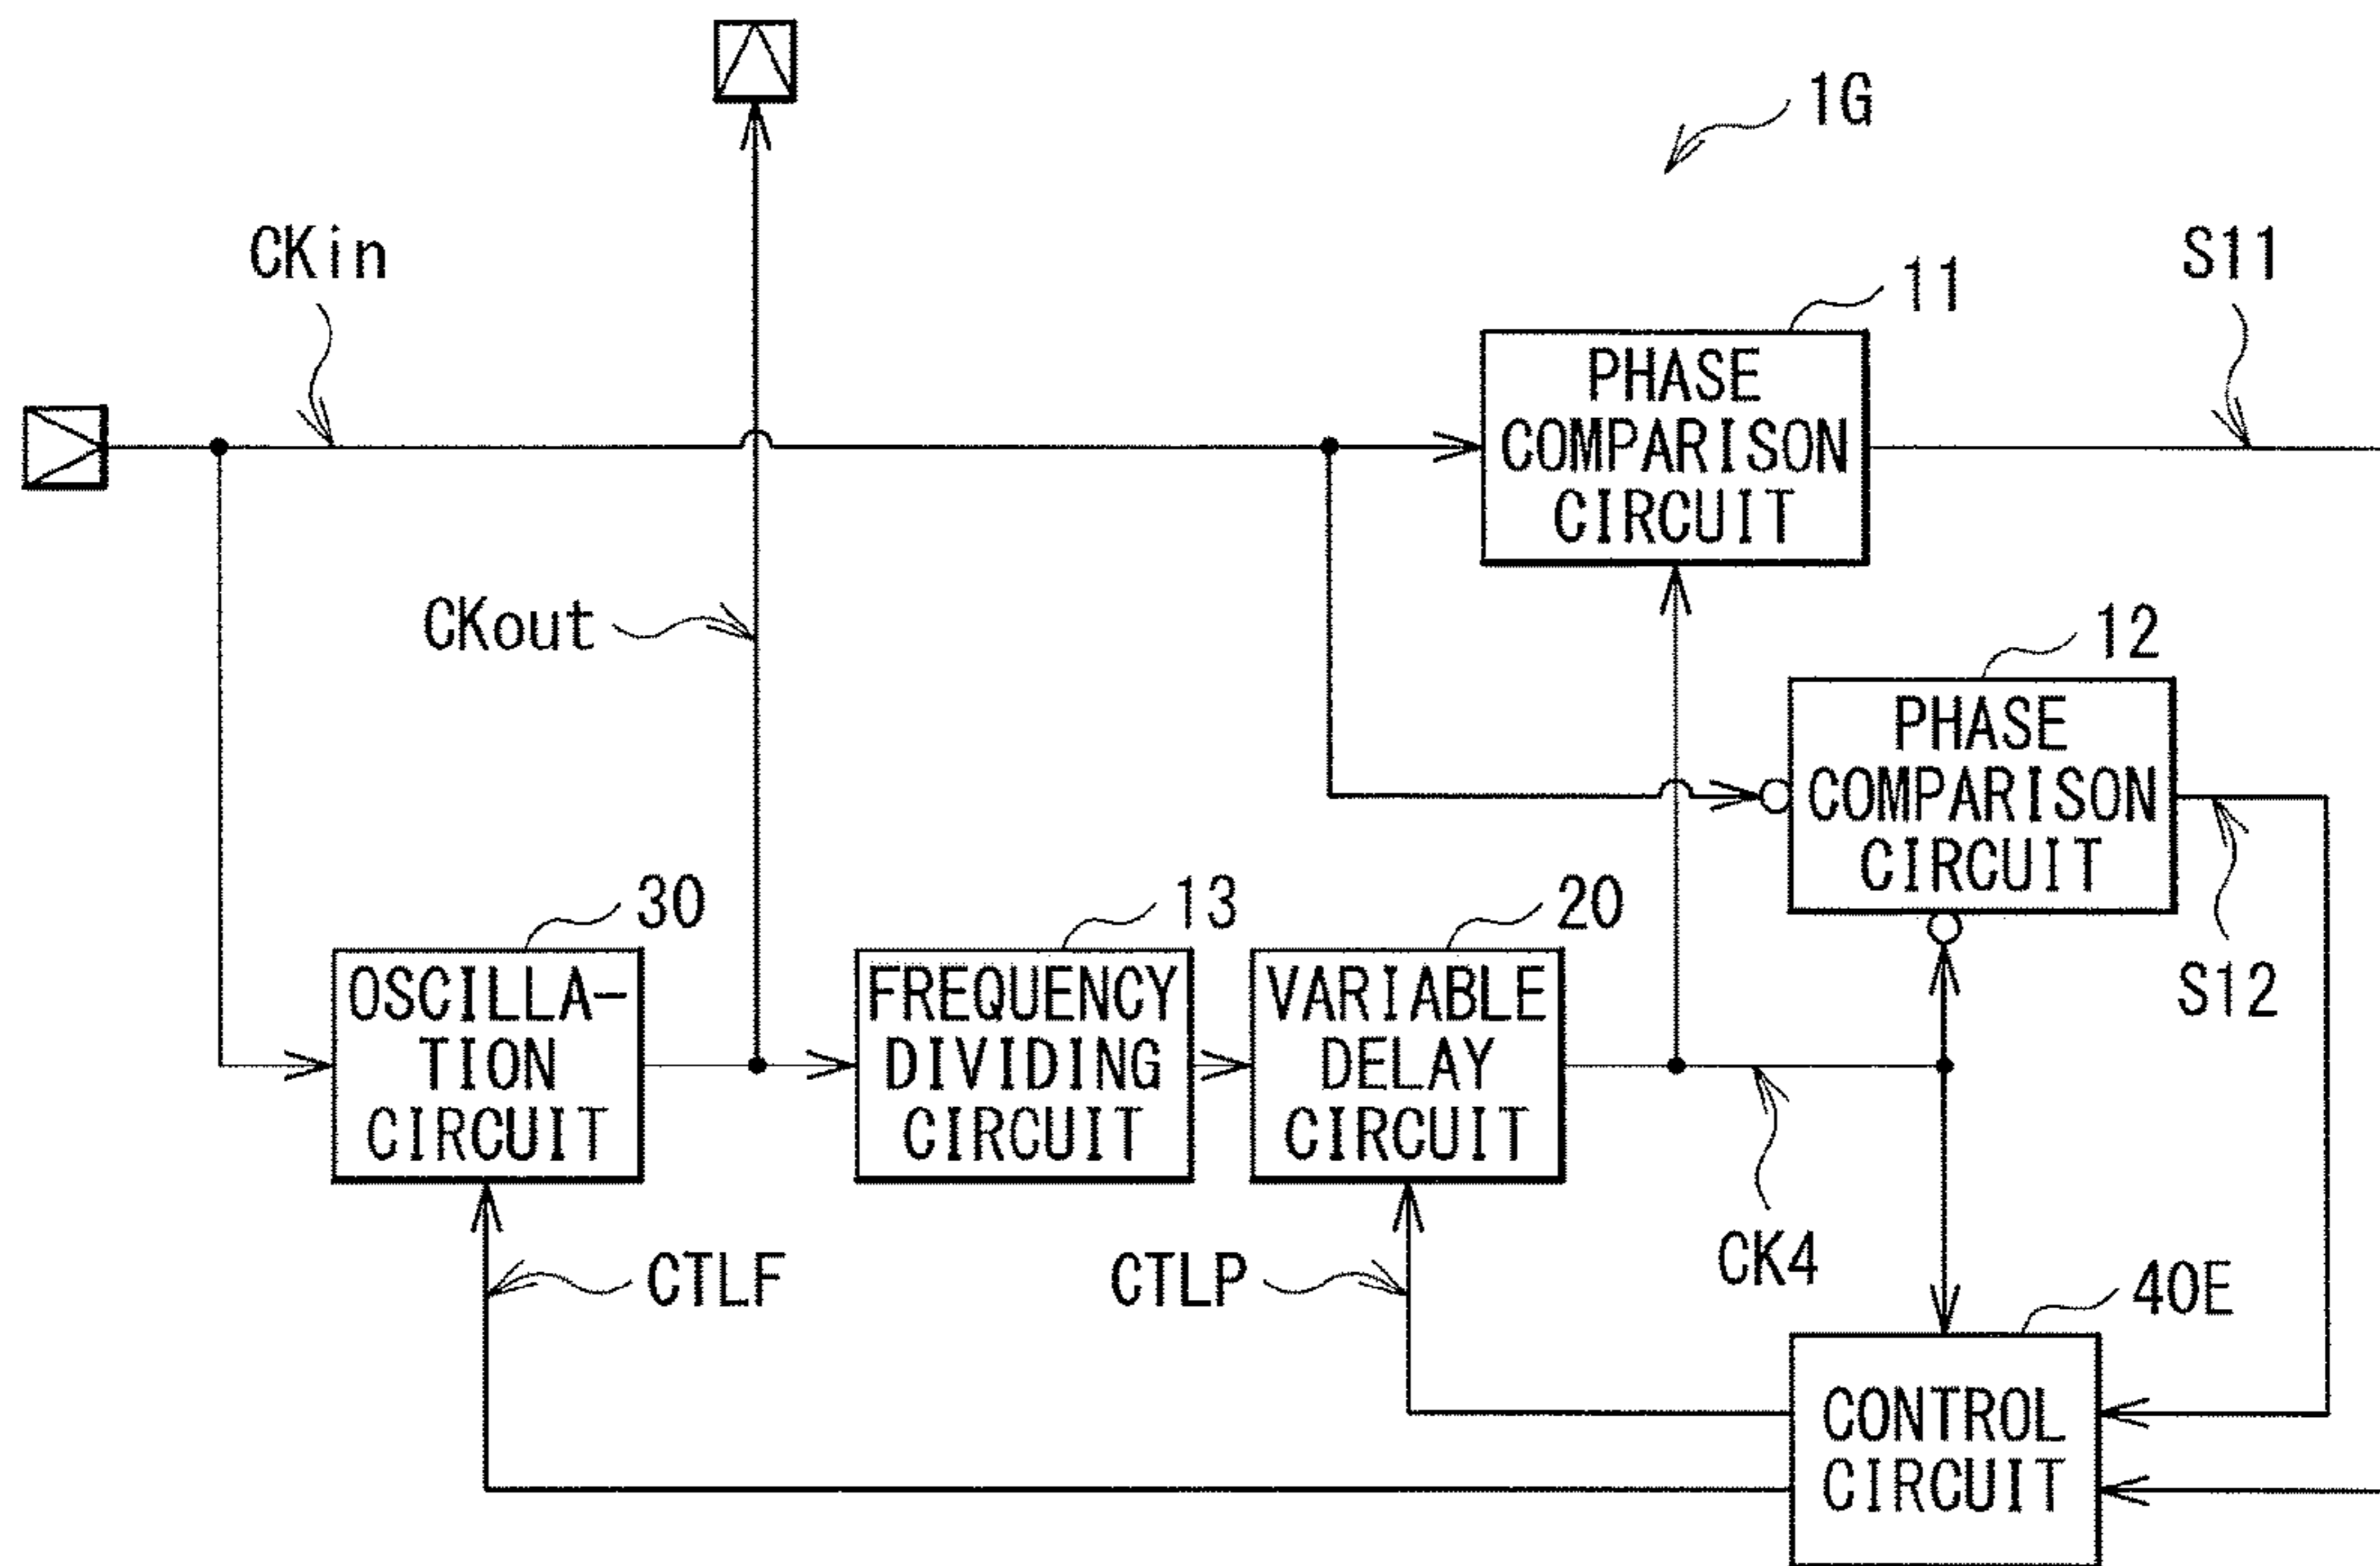 1G
CKin
S11
11
PHASE
COMPARISON
CIRCUIT
CKout
12
PHASE
COMPARISON
CIRCUIT
30
13
20
S12
OSCILLA-
TION
CIRCUIT
FREQUENCY
DIVIDING
CIRCUIT
VARIABLE
DELAY
CIRCUIT
CTLF
CTLP
CK4
40E
CONTROL
CIRCUIT